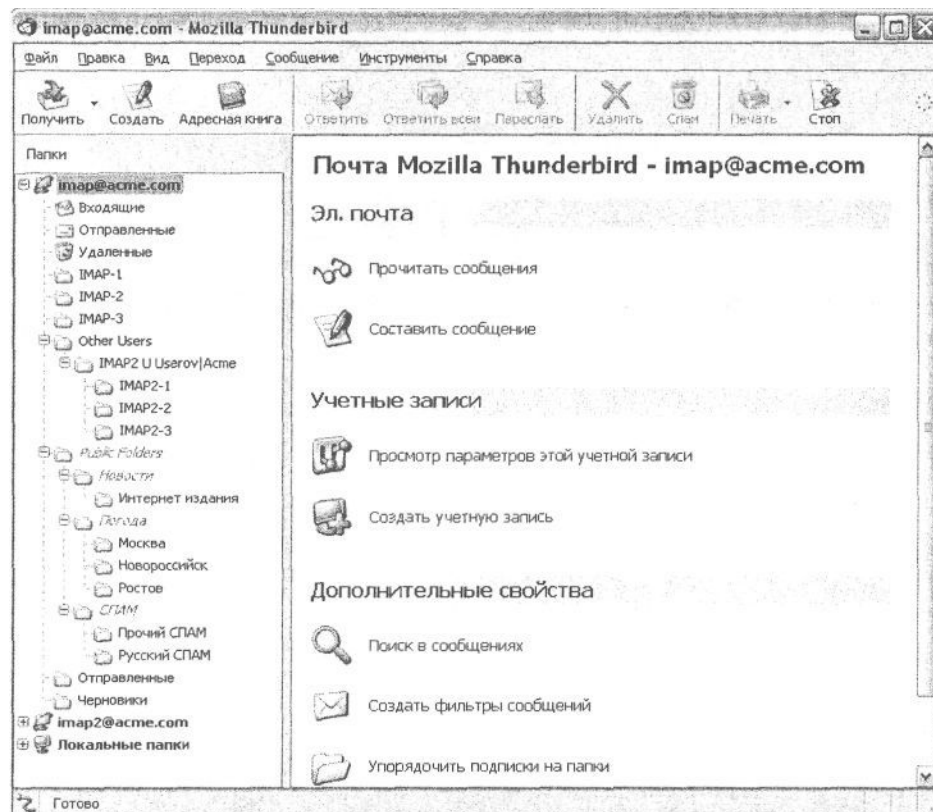 imap@acme.com - Mozilla Thunderbird
Файл Правка Вид Переход Сообщение Инструменты Справка
Получить Создать Адресная книга Ответить Ответить всем Переслать Удалить Спам Печать Стоп
Папки
imap@acme.com
Входящие
Отправленные
Удаленные
IMAP-1
IMAP-2
IMAP-3
Other Users
IMAP2 U Userov|Acme
IMAP2-1
IMAP2-2
IMAP2-3
Public Folders
Новости
Интернет издания
Погода
Москва
Новороссийск
Ростов
СПАМ
Прочий СПАМ
Русский СПАМ
Отправленные
Черновики
imap2@acme.com
Локальные папки
Почта Mozilla Thunderbird - imap@acme.com
Эл. почта
Прочитать сообщения
Составить сообщение
Учетные записи
Просмотр параметров этой учетной записи
Создать учетную запись
Дополнительные свойства
Поиск в сообщениях
Создать фильтры сообщений
Упорядочить подписки на папки
Готово